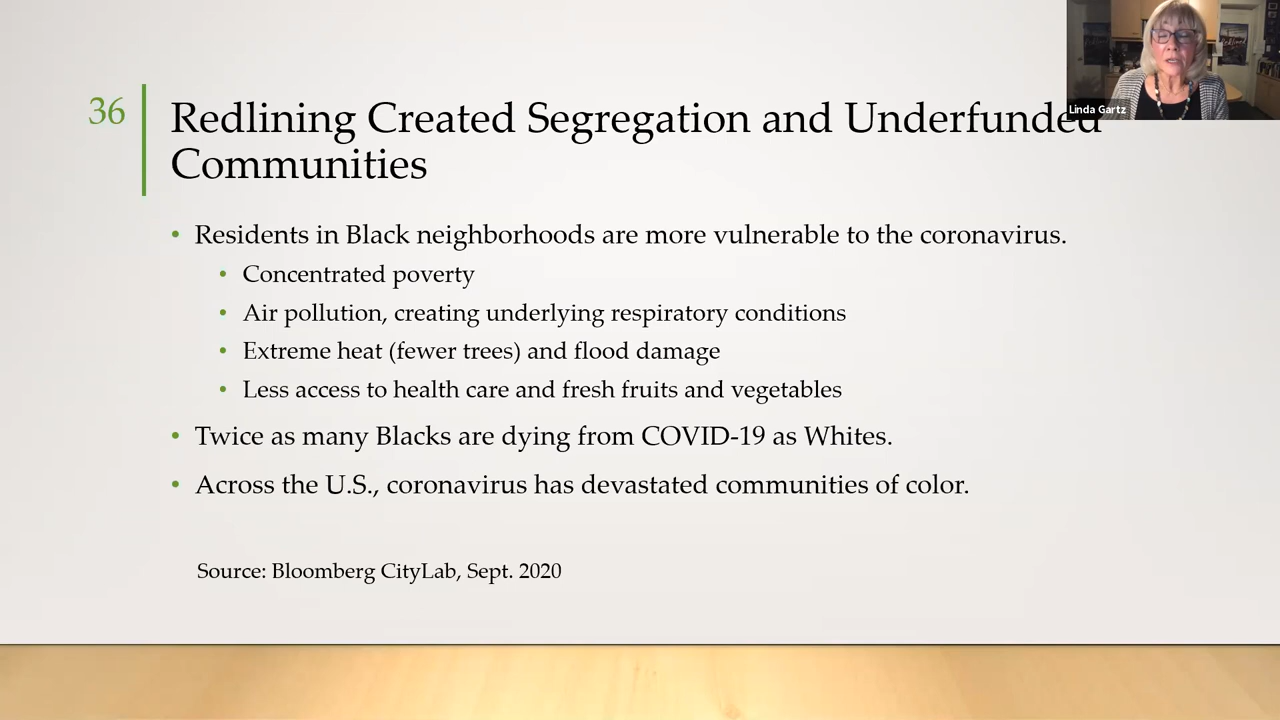 36
Redlining Created Segregation and Underfunded
Communities
• Residents in Black neighborhoods are more vulnerable to the coronavirus.
• Concentrated poverty
• Air pollution, creating underlying respiratory conditions
• Extreme heat (fewer trees) and flood damage
• Less access to health care and fresh fruits and vegetables
• Twice as many Blacks are dying from COVID-19 as Whites.
• Across the U.S., coronavirus has devastated communities of color.
Source: Bloomberg CityLab, Sept. 2020
Linda Gartz